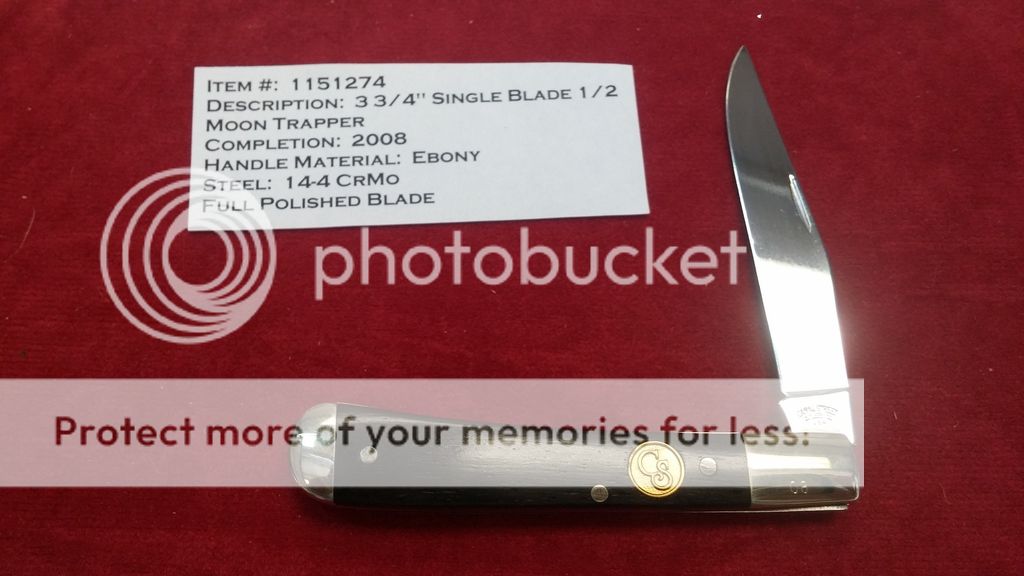 Item #: 1151274
Description: 3 3/4" Single Blade 1/2
Moon Trapper
Completion: 2008
Handle Material: Ebony
Steel: 14-4 CrMo
Full Polished Blade
photobucket
Protect more of your memories for less!
CS